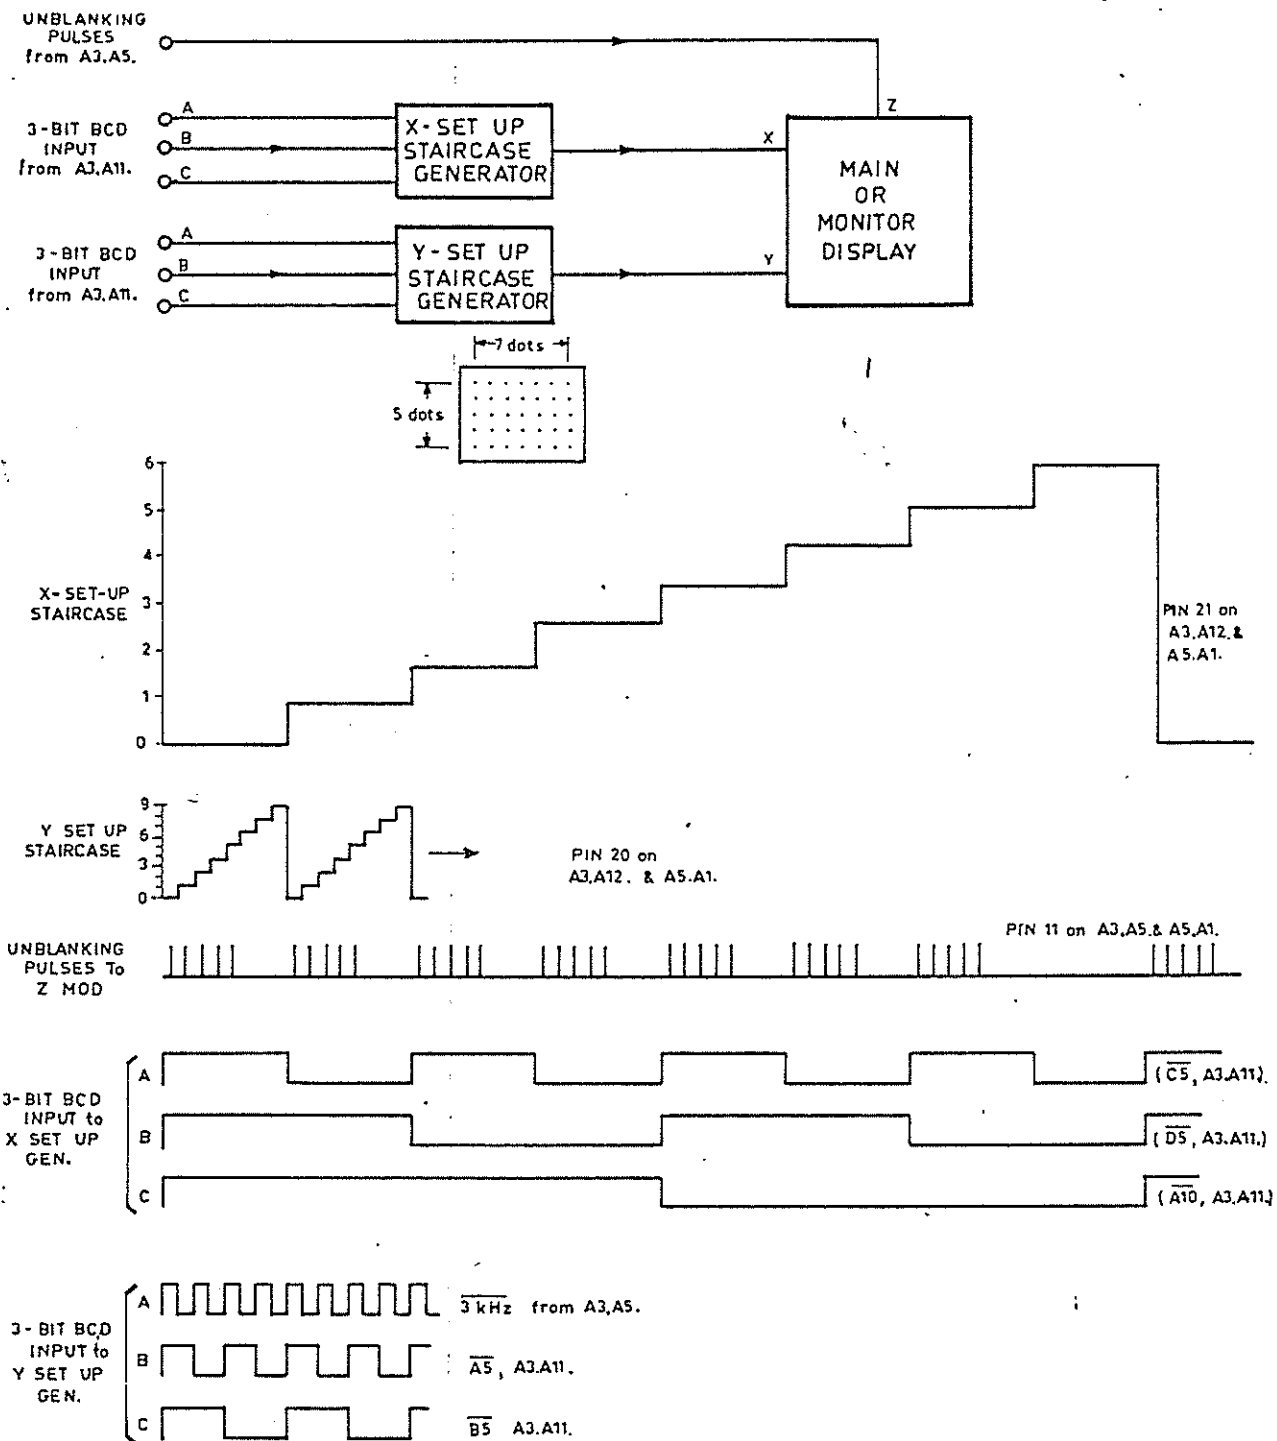 UNBLANKING
PULSES
from A3.A5.
Z
3-BIT BCD
INPUT
from A3.A11.
A
B
C
X-SET UP
STAIRCASE
GENERATOR
X
MAIN
OR
MONITOR
DISPLAY
3-BIT BCD
INPUT
from A3.A11.
A
B
C
Y-SET UP
STAIRCASE
GENERATOR
Y
7 dots
5 dots
X-SET-UP
STAIRCASE
6
5
4
3
2
1
0
PIN 21 on
A3.A12.&
A5.A1.
Y SET UP
STAIRCASE
9
6
3
0
PIN 20 on
A3.A12. & A5.A1.
UNBLANKING
PULSES To
Z MOD
PIN 11 on A3.A5.& A5.A1.
3-BIT BCD
INPUT to
X SET UP
GEN.
A
(C5, A3.A11).
B
(D5, A3.A11.)
C
(A10, A3.A11.)
3-BIT BCD
INPUT to
Y SET UP
GEN.
A
3 kHz from A3.A5.
B
A5, A3.A11.
C
B5 A3.A11.